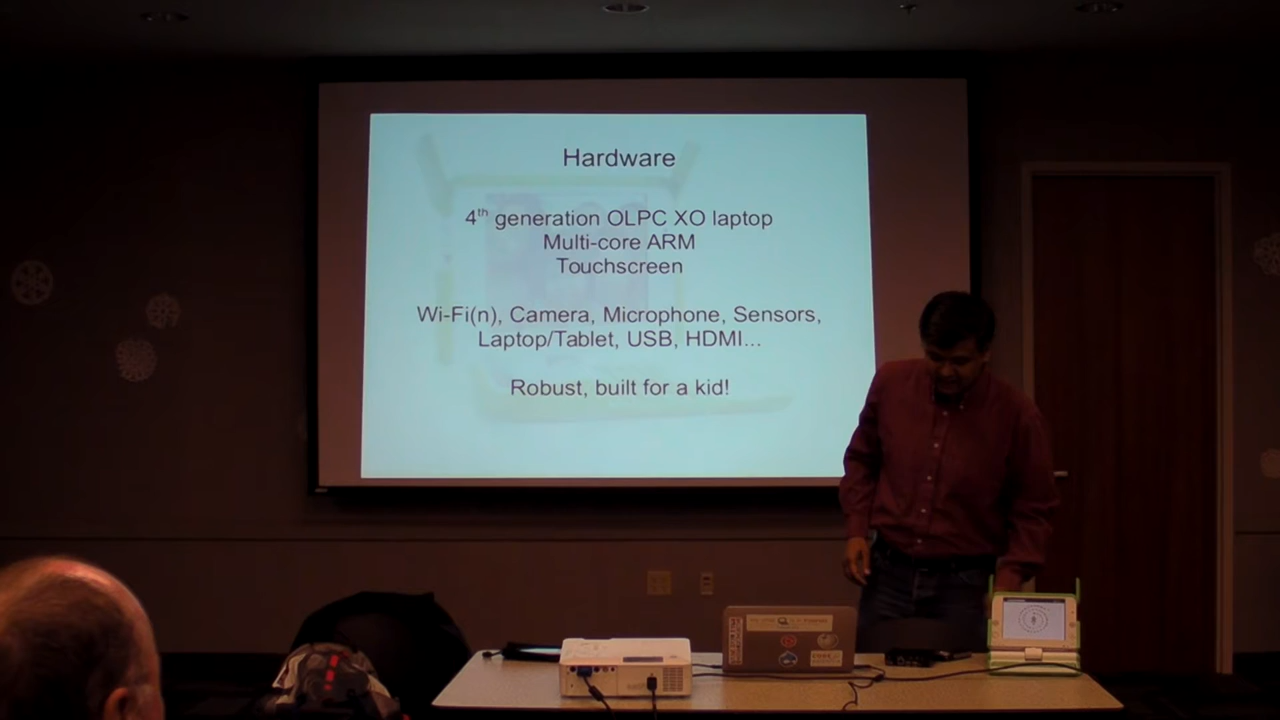 Hardware
4th generation OLPC XO laptop
Multi-core ARM
Touchscreen
Wi-Fi(n), Camera, Microphone, Sensors,
Laptop/Tablet, USB, HDMI...
Robust, built for a kid!